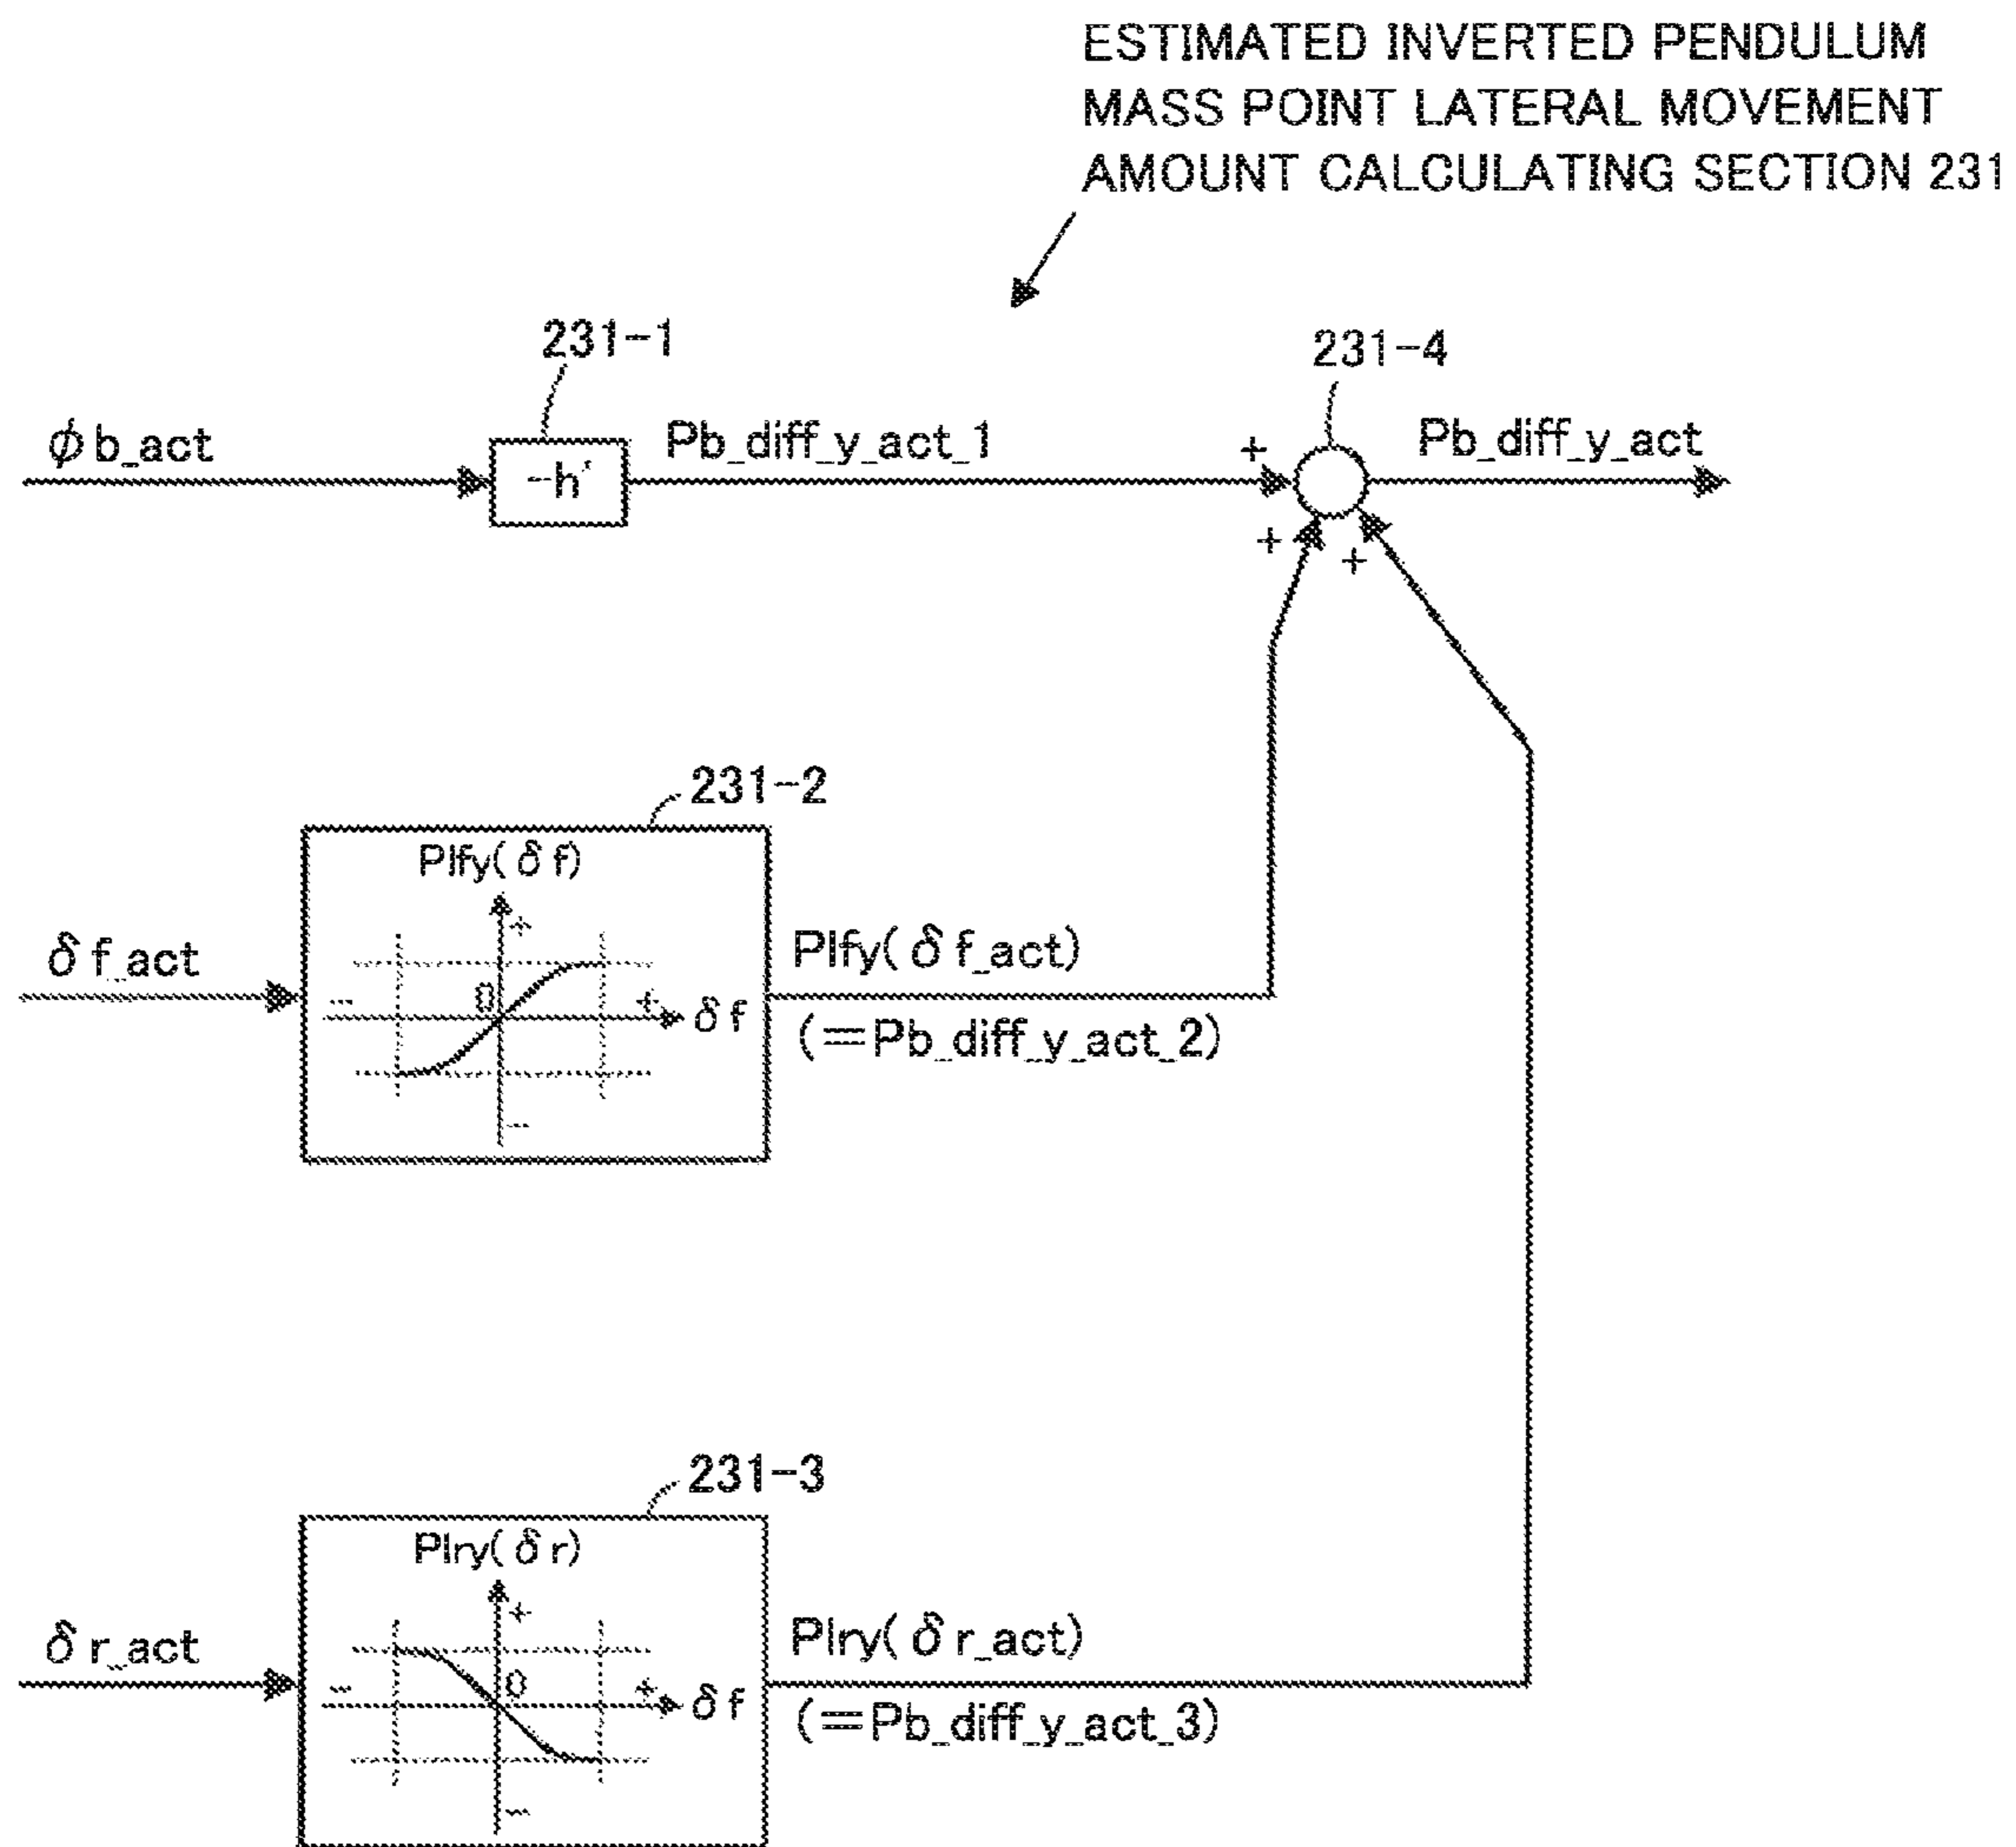 ESTIMATED INVERTED PENDULUM
MASS POINT LATERAL MOVEMENT
AMOUNT CALCULATING SECTION 231
231-1
231-4
ϕb_act
-h'
Pb_diff_y_act_1
+
+
+
Pb_diff_y_act
231-2
Plfy(δf)
+
δf_act
-
0
+
δf
-
Plfy(δf_act)
(=Pb_diff_y_act_2)
231-3
Plry(δr)
+
δr_act
-
0
+
δf
-
Plry(δr_act)
(=Pb_diff_y_act_3)